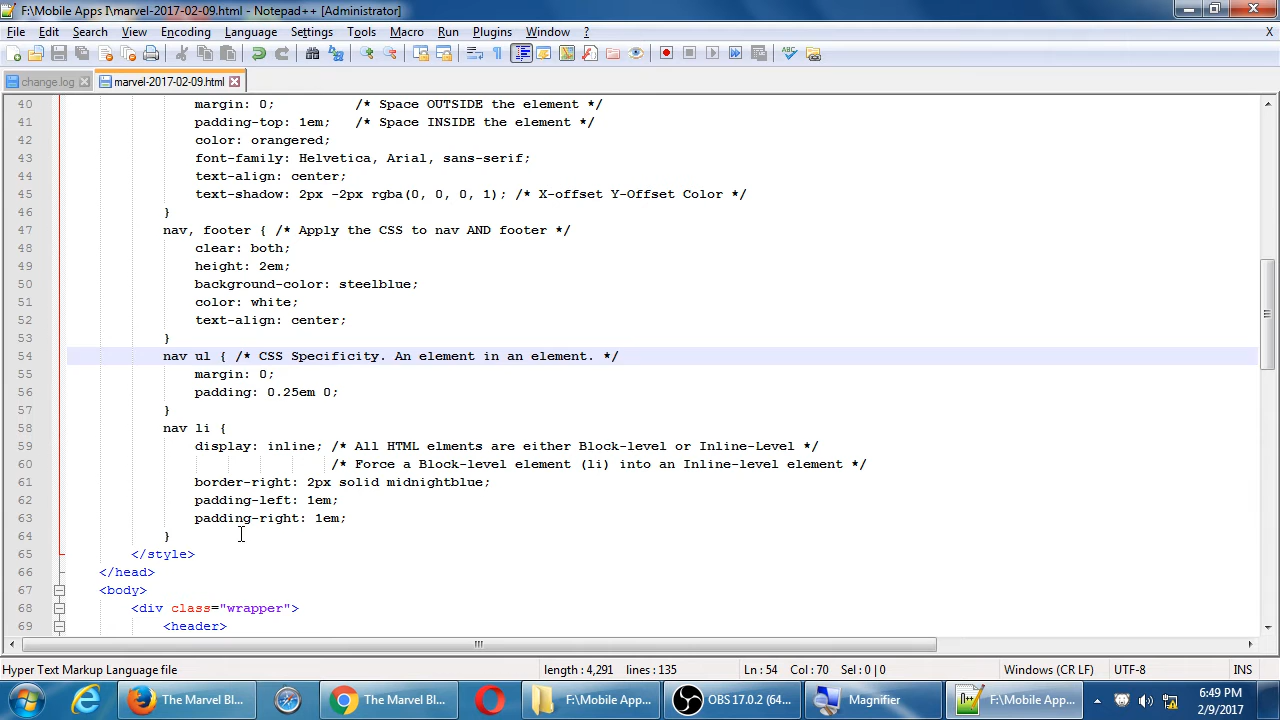 F:\Mobile Apps I\marvel-2017-02-09.html - Notepad++ [Administrator]
File Edit Search View Encoding Language Settings Tools Macro Run Plugins Window ? X
change.log marvel-2017-02-09.html
40 margin: 0; /* Space OUTSIDE the element */
41 padding-top: 1em; /* Space INSIDE the element */
42 color: orangered;
43 font-family: Helvetica, Arial, sans-serif;
44 text-align: center;
45 text-shadow: 2px -2px rgba(0, 0, 0, 1); /* X-offset Y-Offset Color */
46 }
47 nav, footer { /* Apply the CSS to nav AND footer */
48 clear: both;
49 height: 2em;
50 background-color: steelblue;
51 color: white;
52 text-align: center;
53 }
54 nav ul { /* CSS Specificity. An element in an element. */
55 margin: 0;
56 padding: 0.25em 0;
57 }
58 nav li {
59 display: inline; /* All HTML elments are either Block-level or Inline-Level */
60 /* Force a Block-level element (li) into an Inline-level element */
61 border-right: 2px solid midnightblue;
62 padding-left: 1em;
63 padding-right: 1em;
64 }
65 </style>
66 </head>
67 <body>
68 <div class="wrapper">
69 <header>
Hyper Text Markup Language file length : 4,291 lines : 135 Ln : 54 Col : 70 Sel : 0 | 0 Windows (CR LF) UTF-8 INS
The Marvel Bl... The Marvel Bl... F:\Mobile App... OBS 17.0.2 (64... Magnifier F:\Mobile App... 6:49 PM
2/9/2017